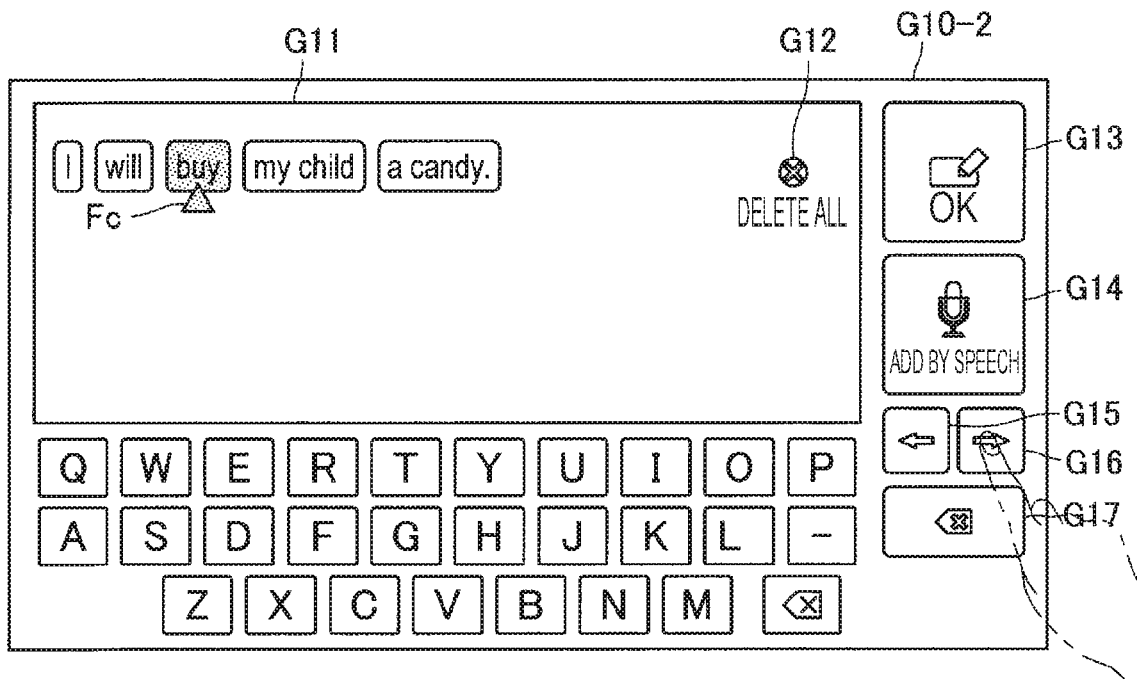 G10-2
G11
G12
I will buy my child a candy.
Fc
DELETE ALL
G13
OK
G14
ADD BY SPEECH
G15
G16
G17
Q W E R T Y U I O P
A S D F G H J K L -
Z X C V B N M